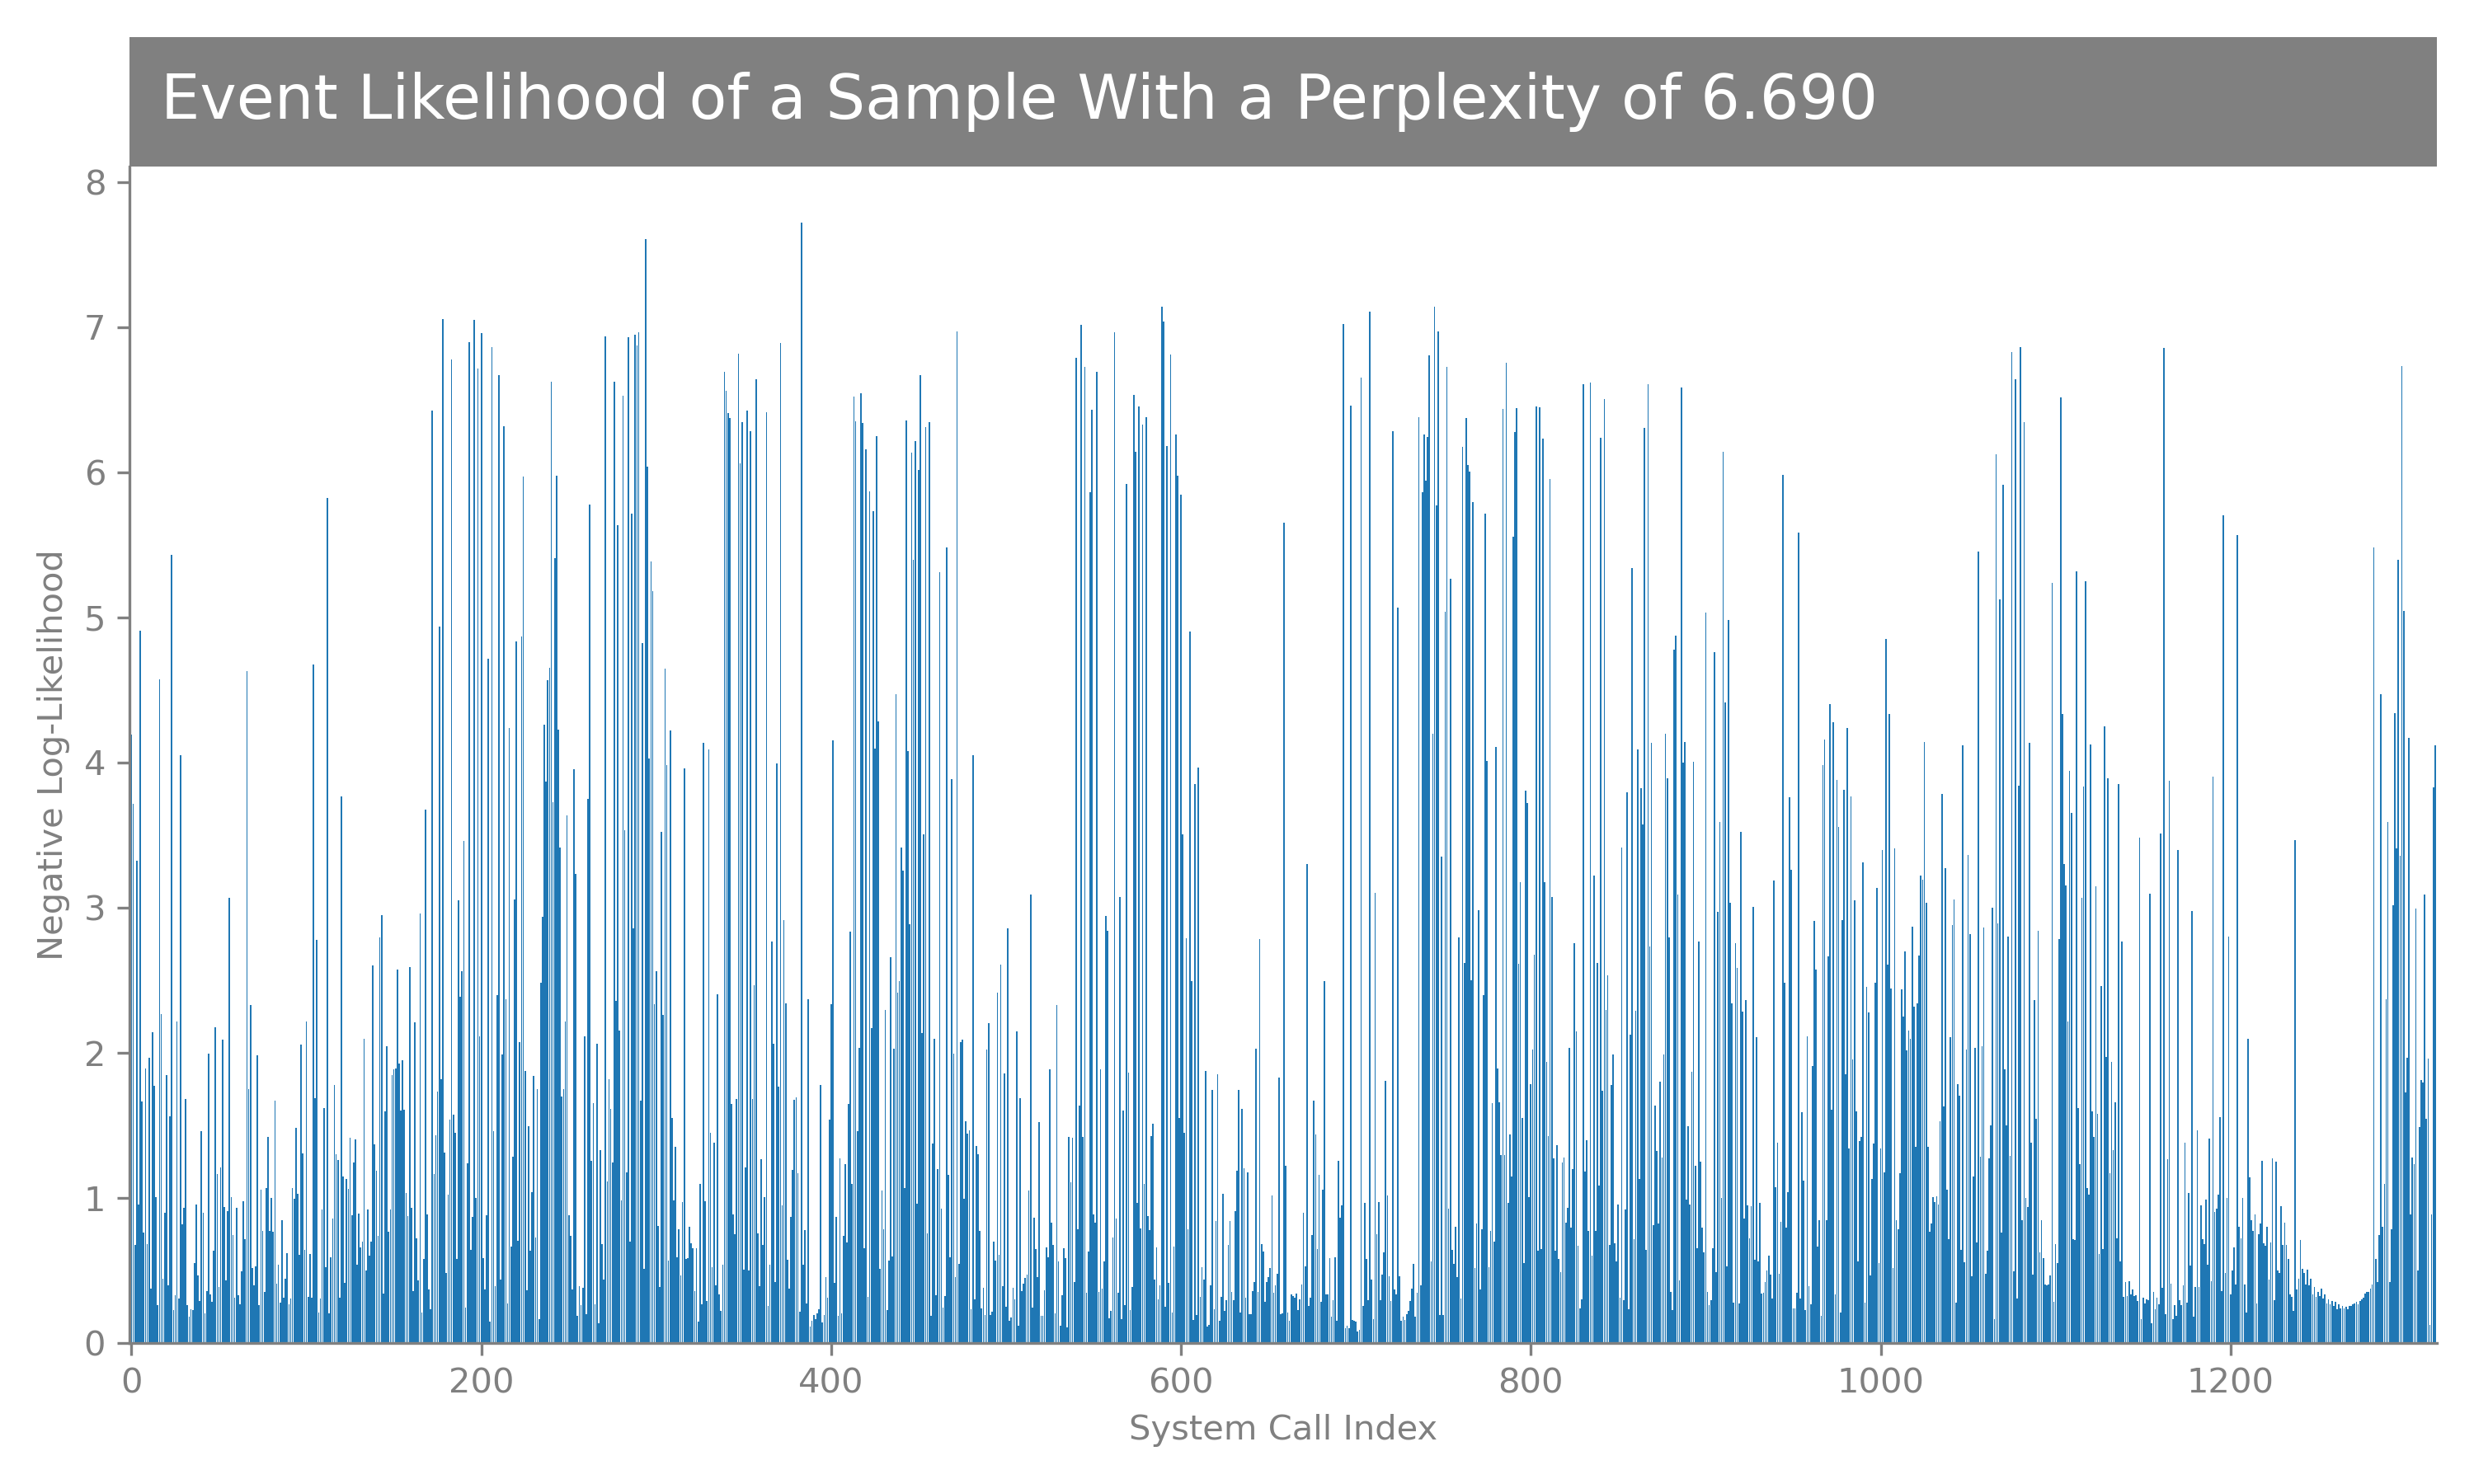 Event Likelihood of a Sample With a Perplexity of 6.690
8
7
6
5
4
3
2
1
0
Negative Log-Likelihood
0 200 400 600 800 1000 1200
System Call Index